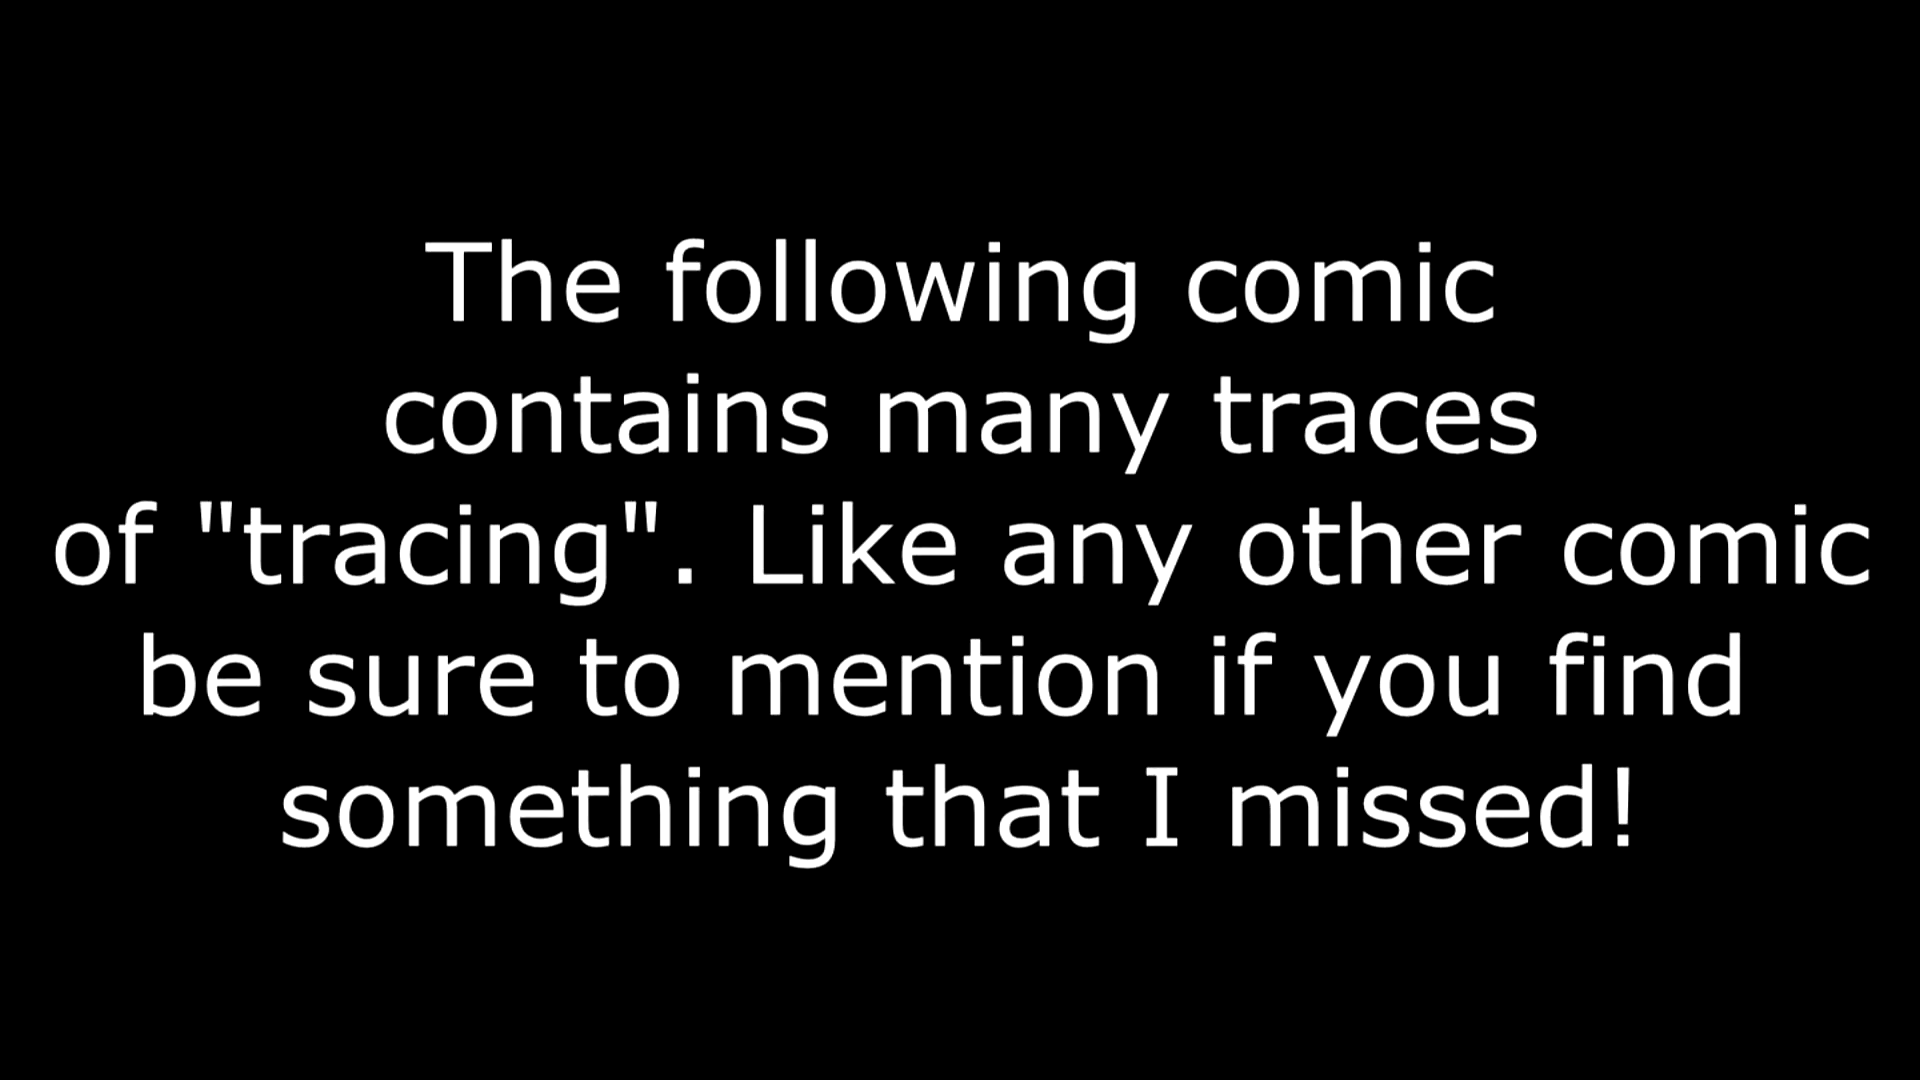 The following comic
contains many traces
of "tracing". Like any other comic
be sure to mention if you find
something that I missed!